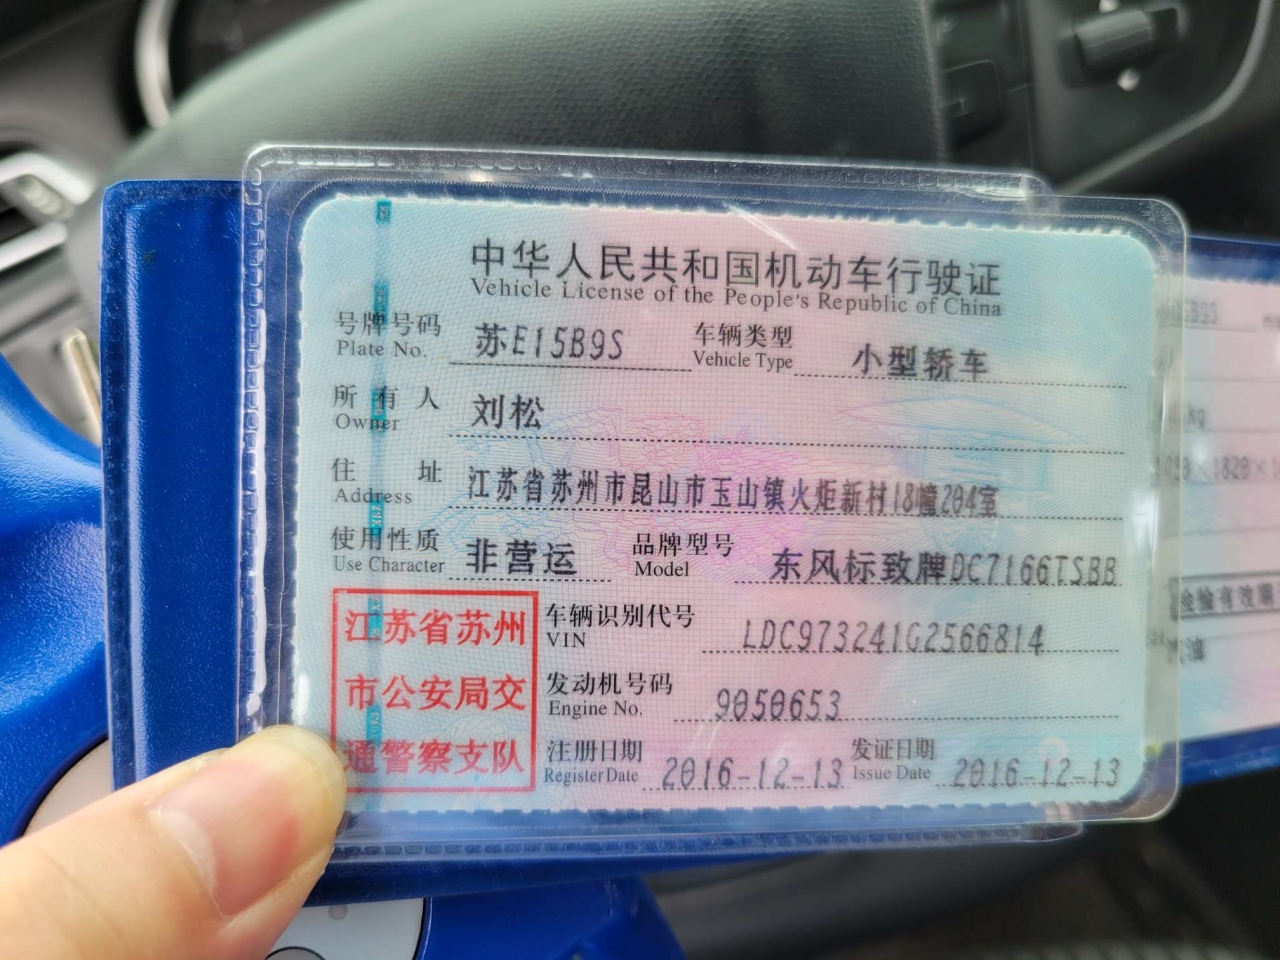 中华人民共和国机动车行驶证
Vehicle License of the People's Republic of China
号牌号码 苏E15B9S 车辆类型 小型轿车
Plate No. Vehicle Type
所有人 刘松
Owner
住址 江苏省苏州市昆山市玉山镇火炬新村18幢204室
Address
使用性质 非营运 品牌型号 东风标致牌DC7166TSBB
Use Character Model
江苏省苏州
市公安局交
通警察支队
车辆识别代号 LDC973241G2566814
VIN
发动机号码 9050653
Engine No.
注册日期 2016-12-13 发证日期 2016-12-13
Register Date Issue Date
检验有效期